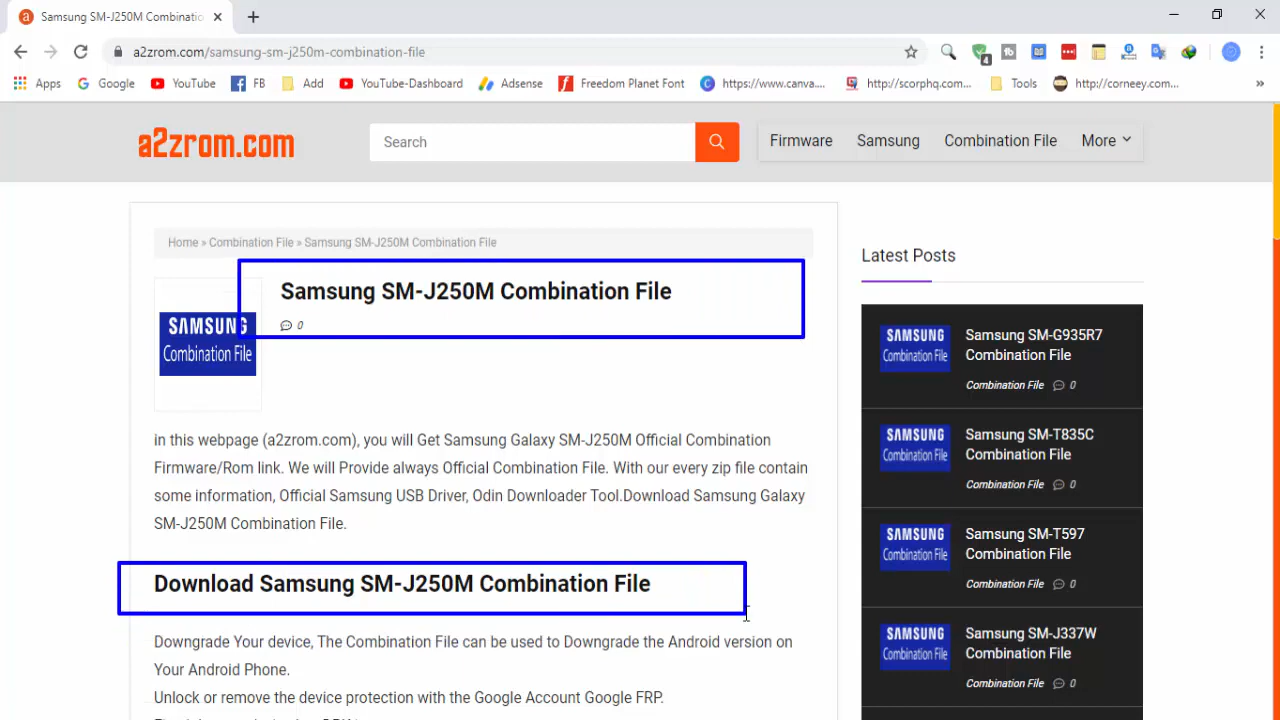 Samsung SM-J250M Combinatio
a2zrom.com/samsung-sm-j250m-combination-file
4
Apps Google YouTube FB Add YouTube-Dashboard Adsense Freedom Planet Font https://www.canva.... http://scorphq.com... Tools http://corneey.com... »
a2zrom.com
Search
Firmware Samsung Combination File More
Home » Combination File » Samsung SM-J250M Combination File
Samsung SM-J250M Combination File
0
SAMSUNG
Combination File
in this webpage (a2zrom.com), you will Get Samsung Galaxy SM-J250M Official Combination
Firmware/Rom link. We will Provide always Official Combination File. With our every zip file contain
some information, Official Samsung USB Driver, Odin Downloader Tool.Download Samsung Galaxy
SM-J250M Combination File.
Download Samsung SM-J250M Combination File
Downgrade Your device, The Combination File can be used to Downgrade the Android version on
Your Android Phone.
Unlock or remove the device protection with the Google Account Google FRP.
Latest Posts
SAMSUNG
Combination File
Samsung SM-G935R7
Combination File
Combination File 0
SAMSUNG
Combination File
Samsung SM-T835C
Combination File
Combination File 0
SAMSUNG
Combination File
Samsung SM-T597
Combination File
Combination File 0
SAMSUNG
Combination File
Samsung SM-J337W
Combination File
Combination File 0